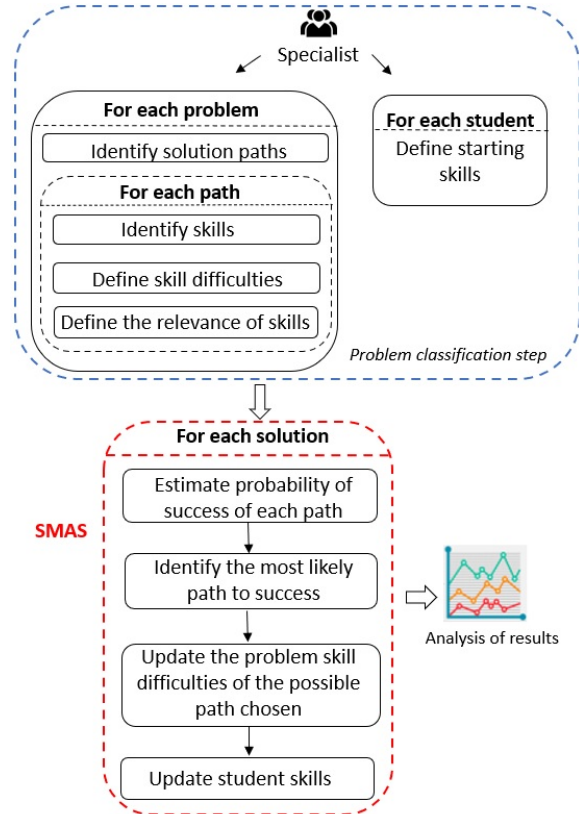 Specialist
For each problem
Identify solution paths
For each path
Identify skills
Define skill difficulties
Define the relevance of skills
For each student
Define starting
skills
Problem classification step
For each solution
SMAS
Estimate probability of
success of each path
Identify the most likely
path to success
Update the problem skill
difficulties of the possible
path chosen
Update student skills
Analysis of results